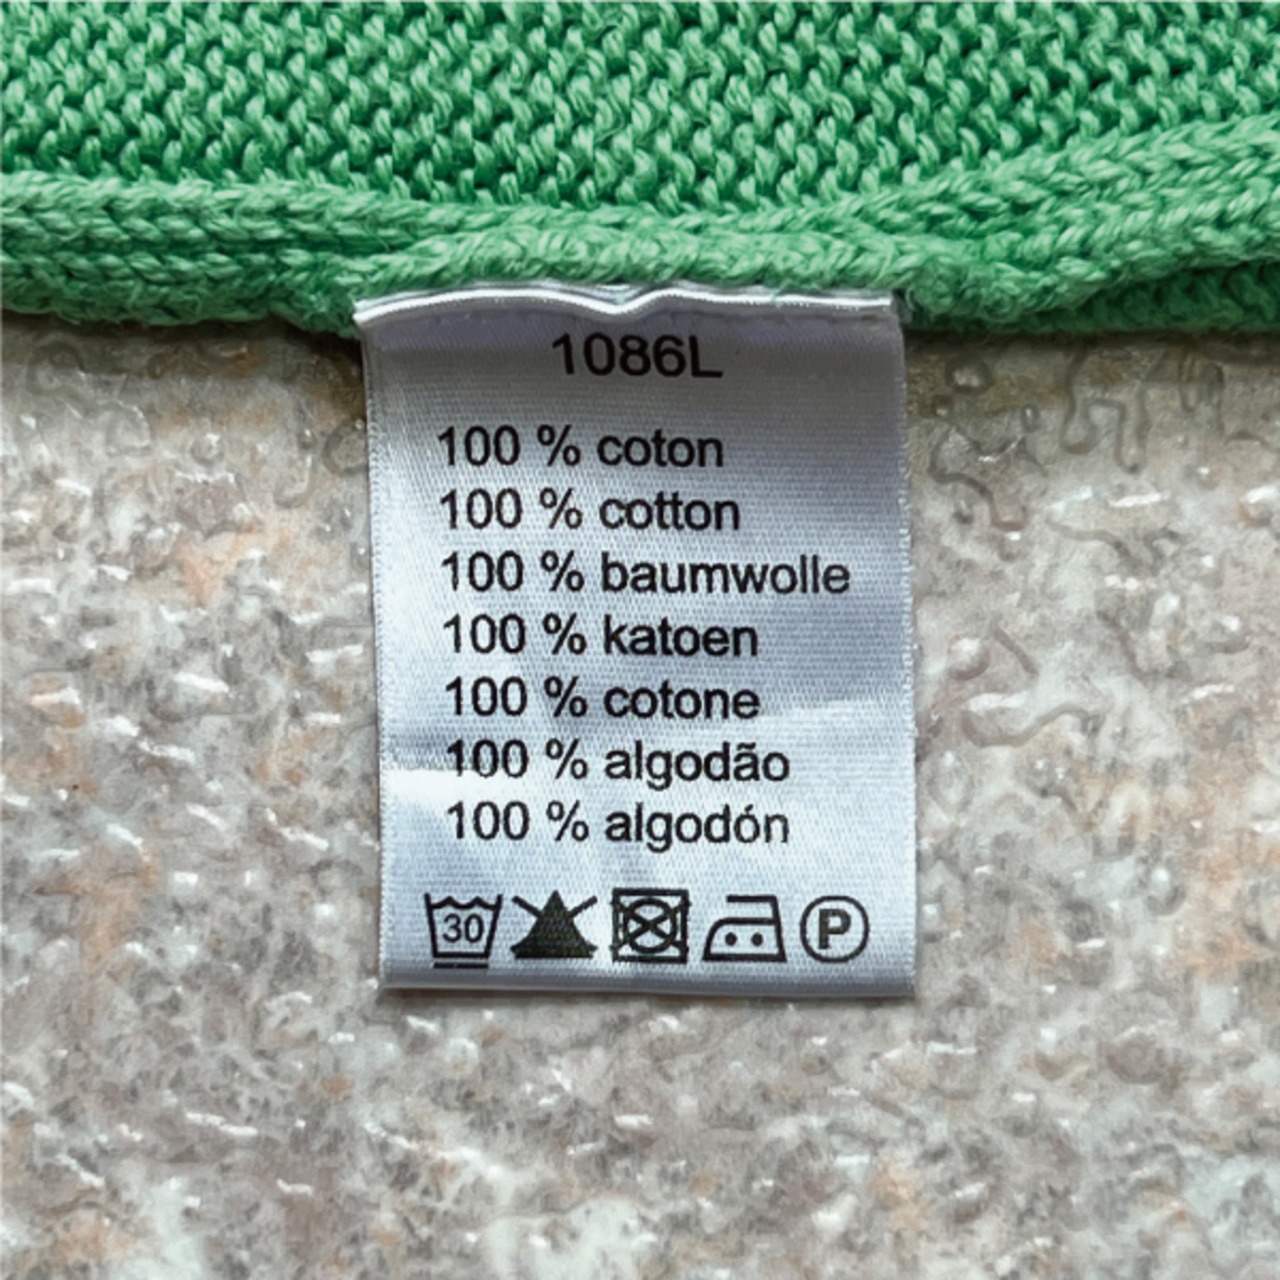 1086L
100 % coton
100 % cotton
100 % baumwolle
100 % katoen
100 % cotone
100 % algodão
100 % algodón
30 P